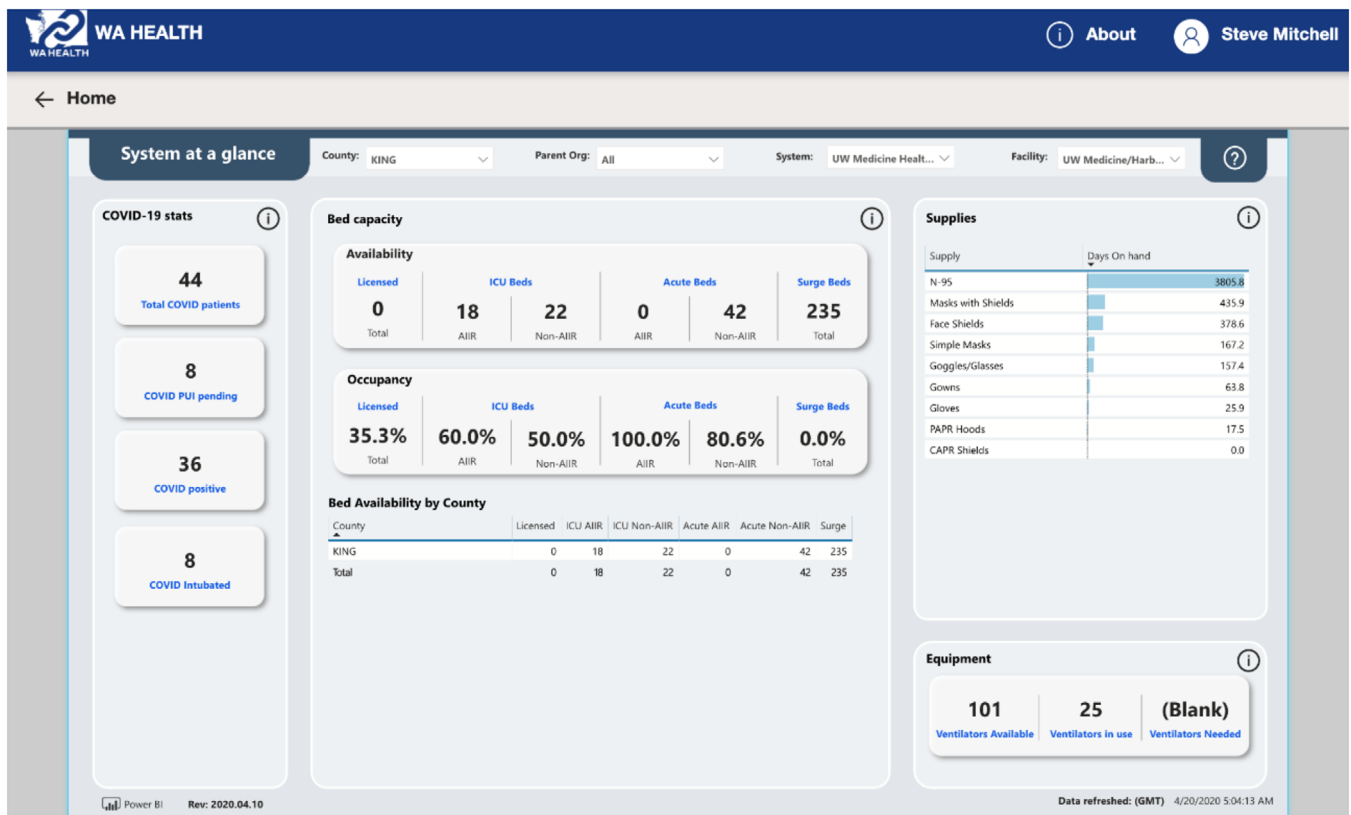 WA HEALTH
WA HEALTH
About
Steve Mitchell
Home
System at a glance
County: KING
Parent Org: All
System: UW Medicine Healt...
Facility: UW Medicine/Harb...
COVID-19 stats
44
Total COVID patients
8
COVID PUI pending
36
COVID positive
8
COVID Intubated
Bed capacity
Availability
Licensed ICU Beds Acute Beds Surge Beds
0 18 22 0 42 235
Total AIIR Non-AIIR AIIR Non-AIIR Total
Occupancy
Licensed ICU Beds Acute Beds Surge Beds
35.3% 60.0% 50.0% 100.0% 80.6% 0.0%
Total AIIR Non-AIIR AIIR Non-AIIR Total
Bed Availability by County
County Licensed ICU AIIR ICU Non-AIIR Acute AIIR Acute Non-AIIR Surge
KING 0 18 22 0 42 235
Total 0 18 22 0 42 235
Supplies
Supply Days On hand
N-95 3805.8
Masks with Shields 435.9
Face Shields 378.6
Simple Masks 167.2
Goggles/Glasses 157.4
Gowns 63.8
Gloves 25.9
PAPR Hoods 17.5
CAPR Shields 0.0
Equipment
101 25 (Blank)
Ventilators Available Ventilators in use Ventilators Needed
Power BI Rev: 2020.04.10
Data refreshed: (GMT) 4/20/2020 5:04:13 AM